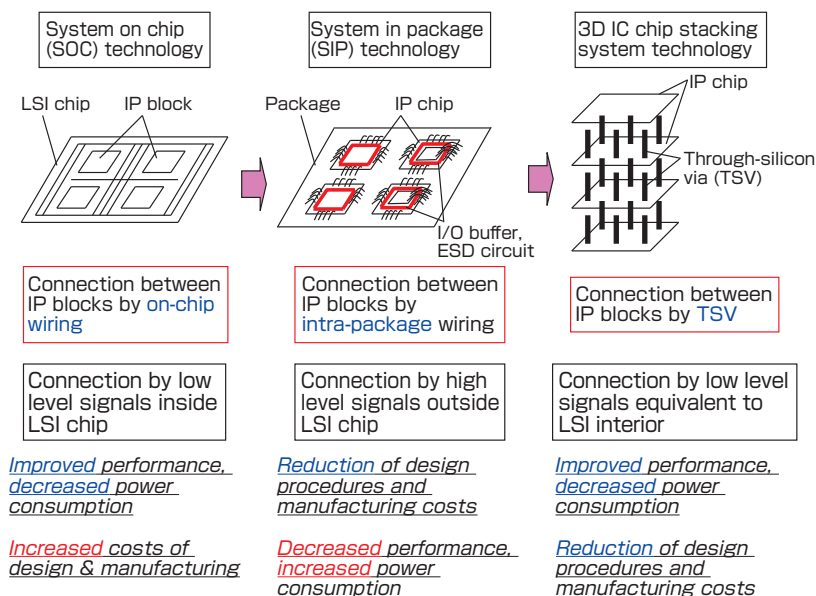 System on chip
(SOC) technology
LSI chip
IP block
Connection between
IP blocks by on-chip
wiring
Connection by low
level signals inside
LSI chip
Improved performance,
decreased power
consumption
Increased costs of
design & manufacturing
System in package
(SIP) technology
Package
IP chip
I/O buffer,
ESD circuit
Connection between
IP blocks by
intra-package wiring
Connection by high
level signals outside
LSI chip
Reduction of design
procedures and
manufacturing costs
Decreased performance,
increased power
consumption
3D IC chip stacking
system technology
IP chip
Through-silicon
via (TSV)
Connection between
IP blocks by TSV
Connection by low level
signals equivalent to
LSI interior
Improved performance,
decreased power
consumption
Reduction of design
procedures and
manufacturing costs